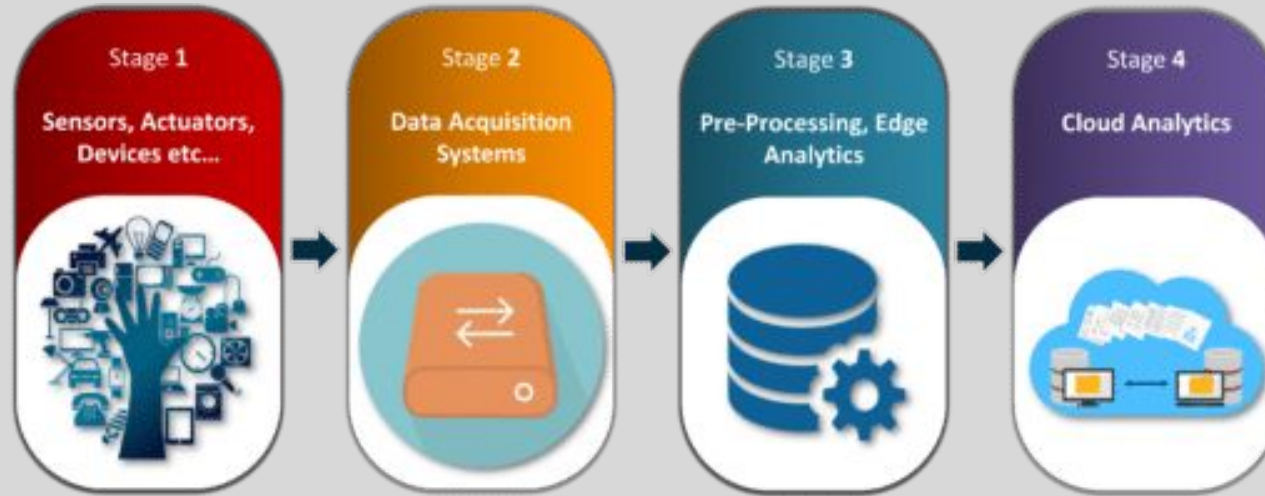 Stage 1
Sensors, Actuators,
Devices etc...
Stage 2
Data Acquisition
Systems
Stage 3
Pre-Processing, Edge
Analytics
Stage 4
Cloud Analytics